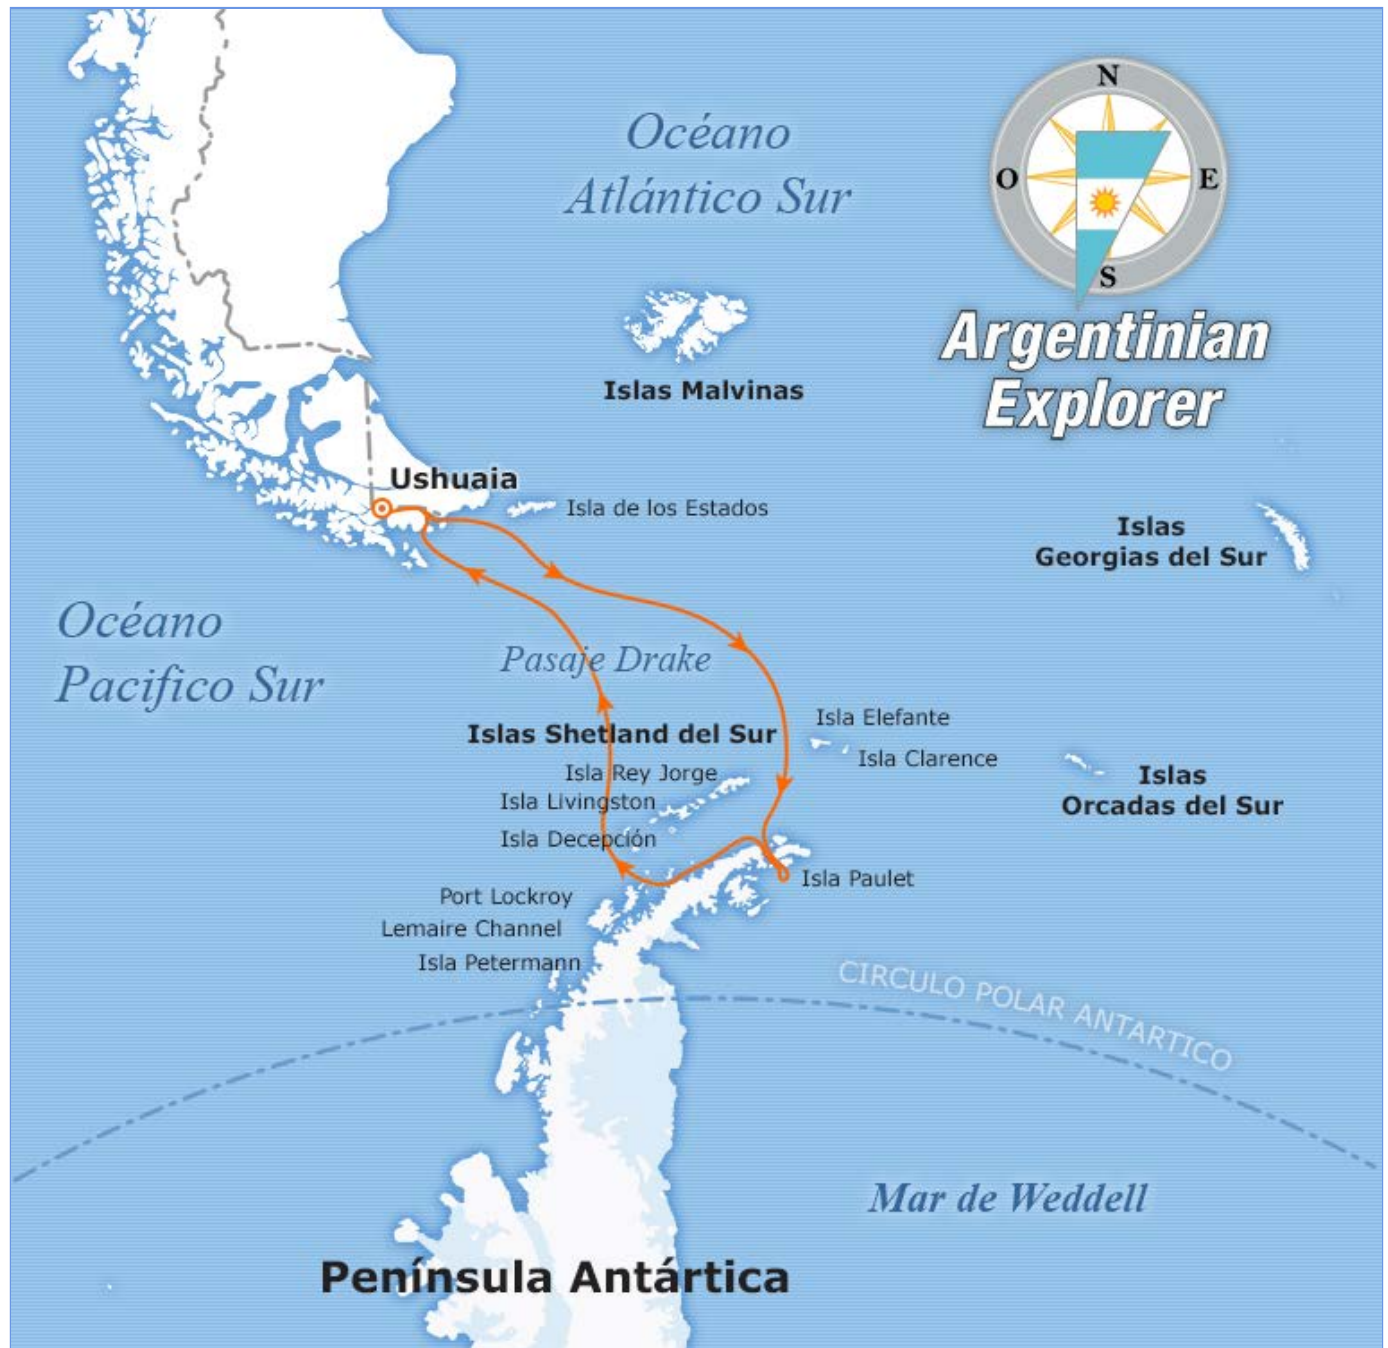 N
O
E
S
Argentinian
Explorer
Océano
Atlántico Sur
Islas Malvinas
Ushuaia
Isla de los Estados
Islas
Georgias del Sur
Océano
Pacifico Sur
Pasaje Drake
Isla Elefante
Islas Shetland del Sur
Isla Clarence
Isla Rey Jorge
Islas
Orcadas del Sur
Isla Livingston
Isla Decepción
Isla Paulet
Port Lockroy
Lemaire Channel
Isla Petermann
CIRCULO POLAR ANTARTICO
Mar de Weddell
Península Antártica